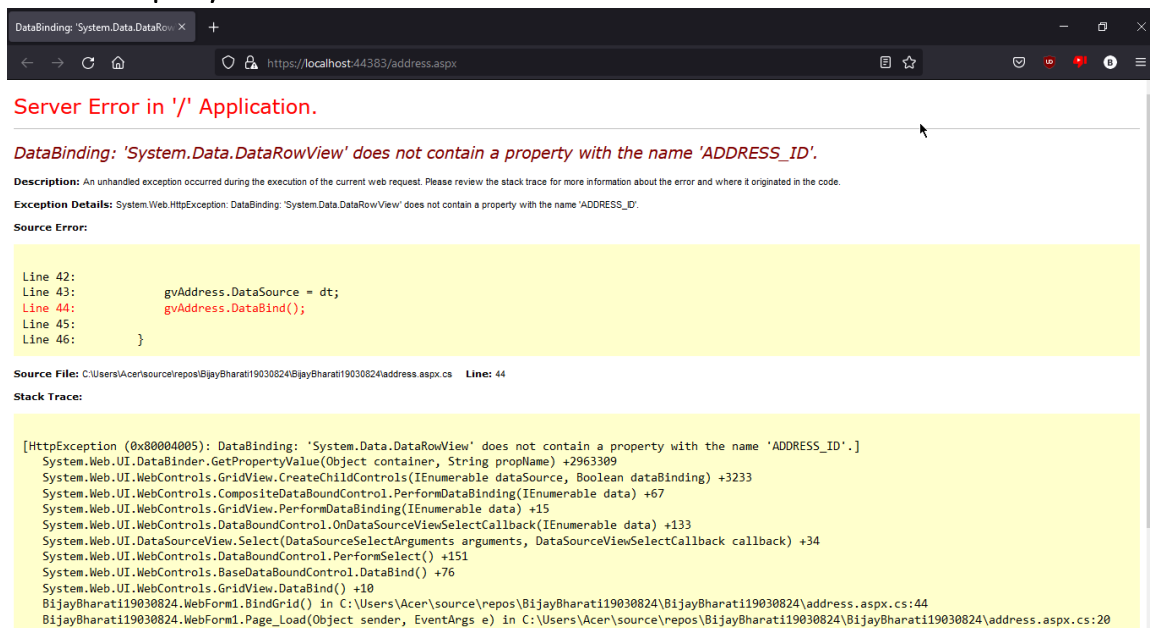 DataBinding: 'System.Data.DataRow
https://localhost:44383/address.aspx
Server Error in '/' Application.
DataBinding: 'System.Data.DataRowView' does not contain a property with the name 'ADDRESS_ID'.
Description: An unhandled exception occurred during the execution of the current web request. Please review the stack trace for more information about the error and where it originated in the code.
Exception Details: System.Web.HttpException: DataBinding: 'System.Data.DataRowView' does not contain a property with the name 'ADDRESS_ID'.
Source Error:
Line 42:
Line 43:            gvAddress.DataSource = dt;
Line 44:            gvAddress.DataBind();
Line 45:
Line 46:        }
Source File: C:\Users\Acer\source\repos\BijayBharati19030824\BijayBharati19030824\address.aspx.cs    Line: 44
Stack Trace:
[HttpException (0x80004005): DataBinding: 'System.Data.DataRowView' does not contain a property with the name 'ADDRESS_ID'.]
System.Web.UI.DataBinder.GetPropertyValue(Object container, String propName) +2963309
System.Web.UI.WebControls.GridView.CreateChildControls(IEnumerable dataSource, Boolean dataBinding) +3233
System.Web.UI.WebControls.CompositeDataBoundControl.PerformDataBinding(IEnumerable data) +67
System.Web.UI.WebControls.GridView.PerformDataBinding(IEnumerable data) +15
System.Web.UI.WebControls.DataBoundControl.OnDataSourceViewSelectCallback(IEnumerable data) +133
System.Web.UI.DataSourceView.Select(DataSourceSelectArguments arguments, DataSourceViewSelectCallback callback) +34
System.Web.UI.WebControls.DataBoundControl.PerformSelect() +151
System.Web.UI.WebControls.BaseDataBoundControl.DataBind() +76
System.Web.UI.WebControls.GridView.DataBind() +10
BijayBharati19030824.WebForm1.BindGrid() in C:\Users\Acer\source\repos\BijayBharati19030824\BijayBharati19030824\address.aspx.cs:44
BijayBharati19030824.WebForm1.Page_Load(Object sender, EventArgs e) in C:\Users\Acer\source\repos\BijayBharati19030824\BijayBharati19030824\address.aspx.cs:20